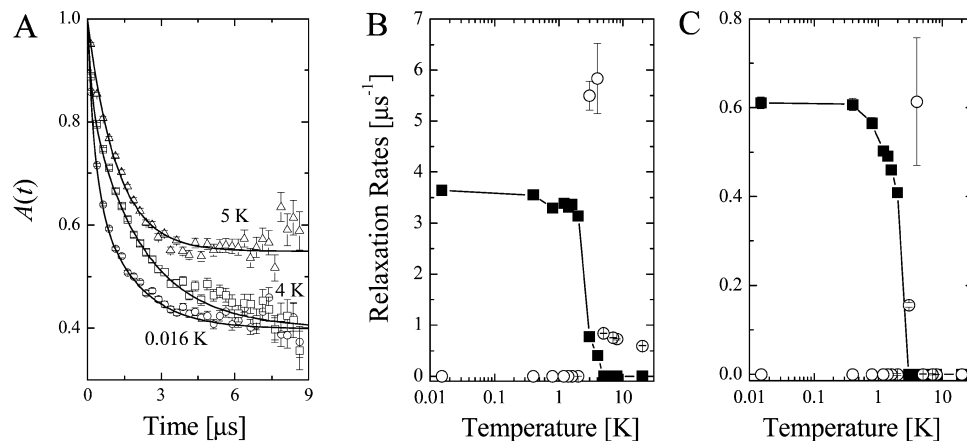 A
B
C
1.0
0.8
0.6
0.4
A(t)
5 K
4 K
0.016 K
0
3
6
9
Time [μs]
7
6
5
4
3
2
1
0
Relaxation Rates [μs⁻¹]
0.01
0.1
1
10
Temperature [K]
0.8
0.6
0.4
0.2
0.0
0.01
0.1
1
10
Temperature [K]